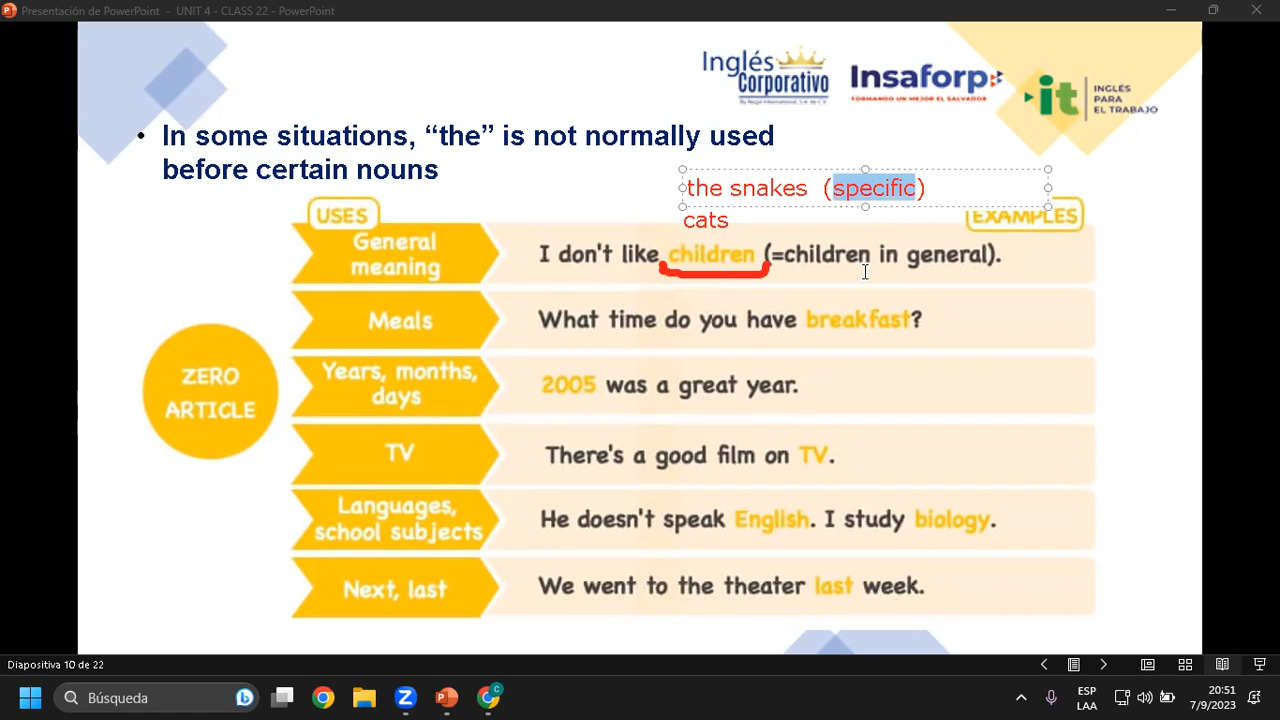 Presentación de PowerPoint - UNIT 4 - CLASS 22 - PowerPoint
Inglés
Corporativo
By Regal International, S.A. de C.V.
Insaforp
FORMANDO UN MEJOR EL SALVADOR
it
INGLÉS
PARA
EL TRABAJO
• In some situations, “the” is not normally used
before certain nouns
the snakes (specific)
cats
USES
EXAMPLES
ZERO
ARTICLE
General
meaning
I don't like children (=children in general).
Meals
What time do you have breakfast?
Years, months,
days
2005 was a great year.
TV
There's a good film on TV.
Languages,
school subjects
He doesn't speak English. I study biology.
Next, last
We went to the theater last week.
Diapositiva 10 de 22
Búsqueda
ESP
LAA
20:51
7/9/2023